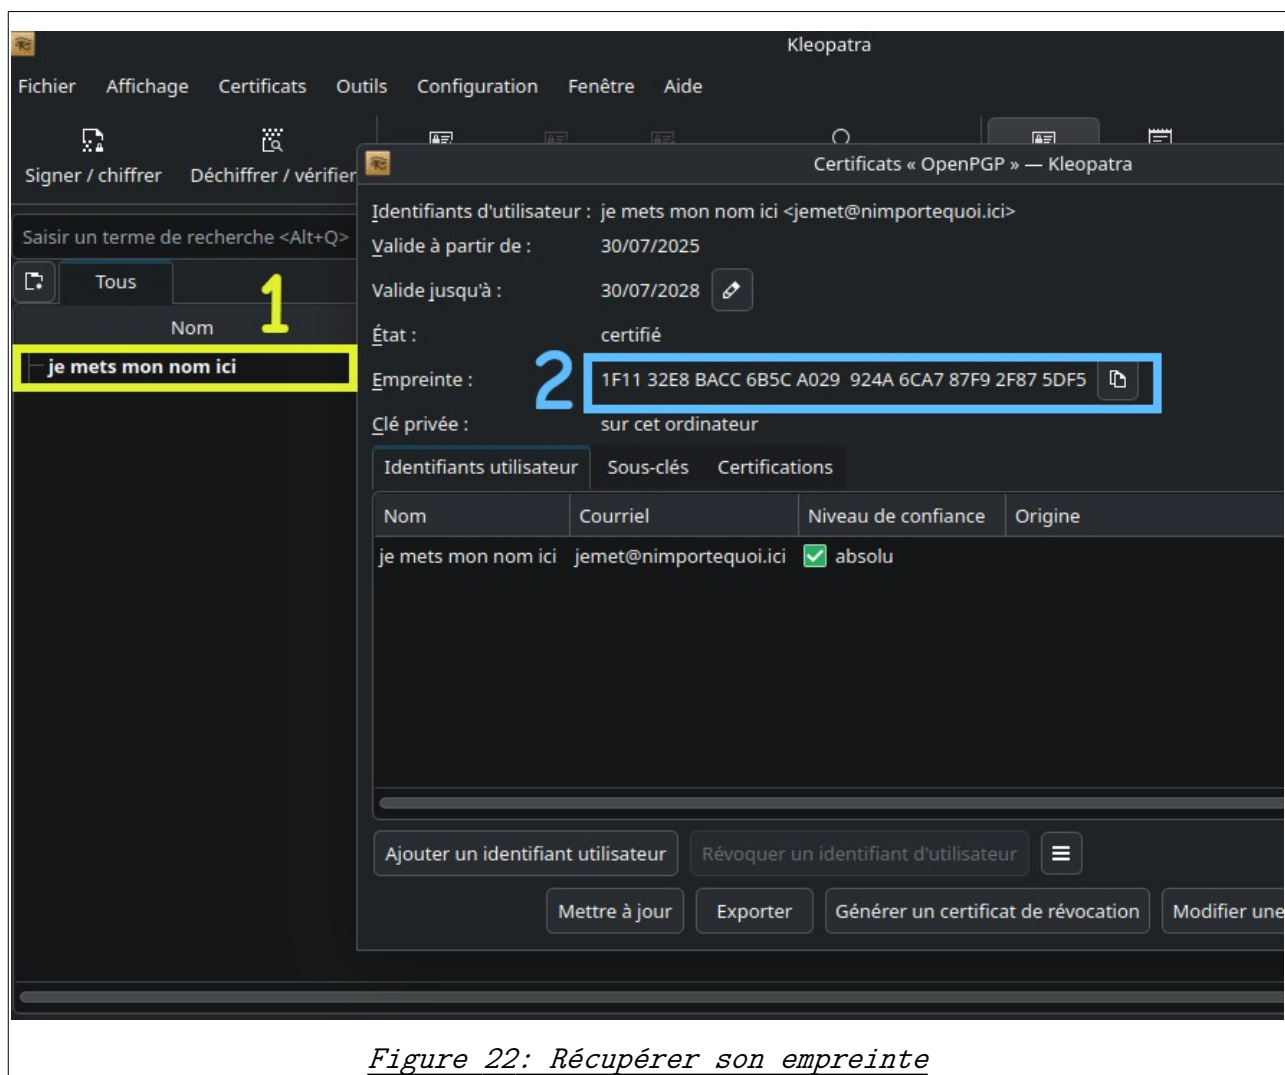 Kleopatra
Fichier Affichage Certificats Outils Configuration Fenêtre Aide
Signer / chiffrer Déchiffrer / vérifier
Certificats « OpenPGP » — Kleopatra
Saisir un terme de recherche <Alt+Q>
Tous
1
Nom
je mets mon nom ici
Identifiants d'utilisateur : je mets mon nom ici <jemet@nimportequoi.ici>
Valide à partir de : 30/07/2025
Valide jusqu'à : 30/07/2028
État : certifié
Empreinte : 2 1F11 32E8 BACC 6B5C A029 924A 6CA7 87F9 2F87 5DF5
Clé privée : sur cet ordinateur
Identifiants utilisateur Sous-clés Certifications
Nom Courriel Niveau de confiance Origine
je mets mon nom ici jemet@nimportequoi.ici absolu
Ajouter un identifiant utilisateur Révoquer un identifiant d'utilisateur
Mettre à jour Exporter Générer un certificat de révocation Modifier une
Figure 22: Récupérer son empreinte